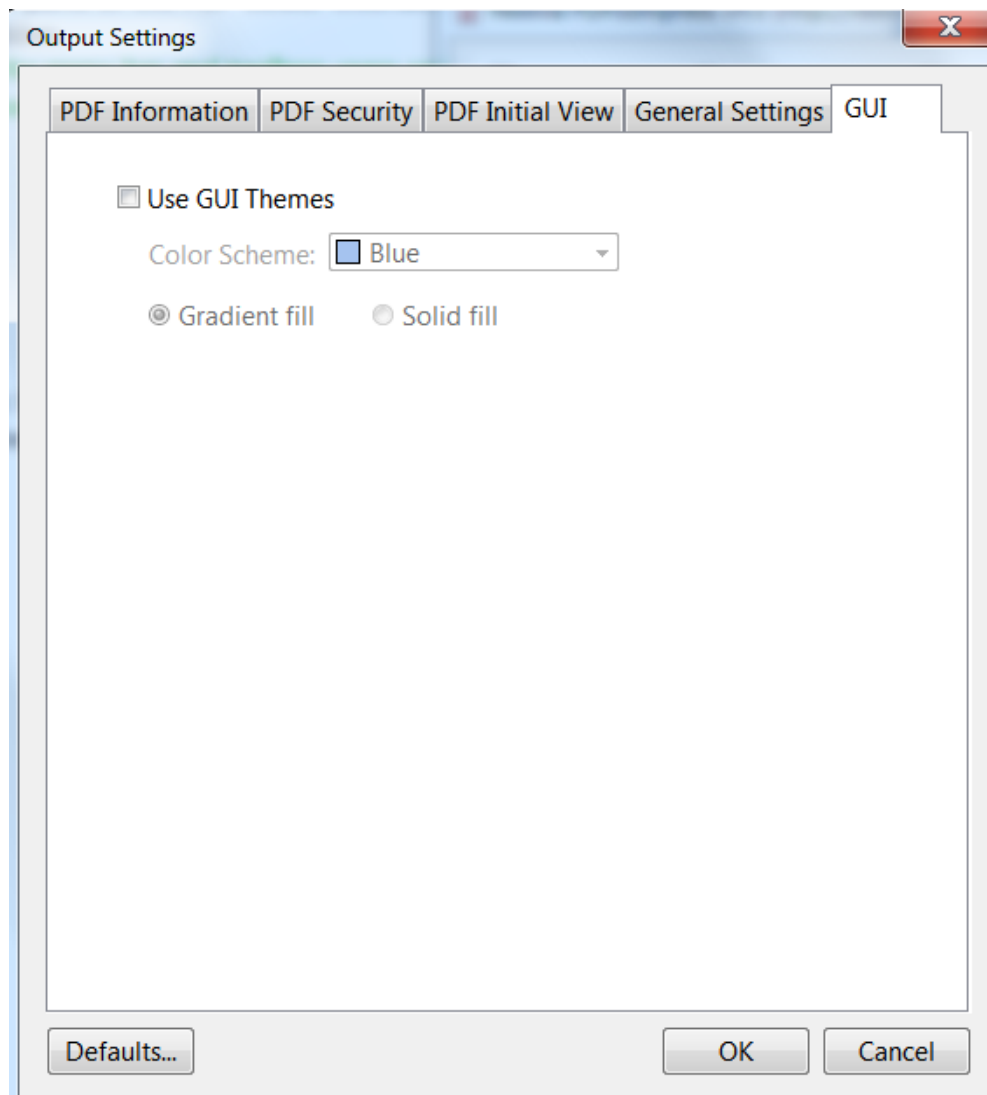 Output Settings
PDF Information PDF Security PDF Initial View General Settings GUI
Use GUI Themes
Color Scheme: Blue
Gradient fill Solid fill
Defaults... OK Cancel